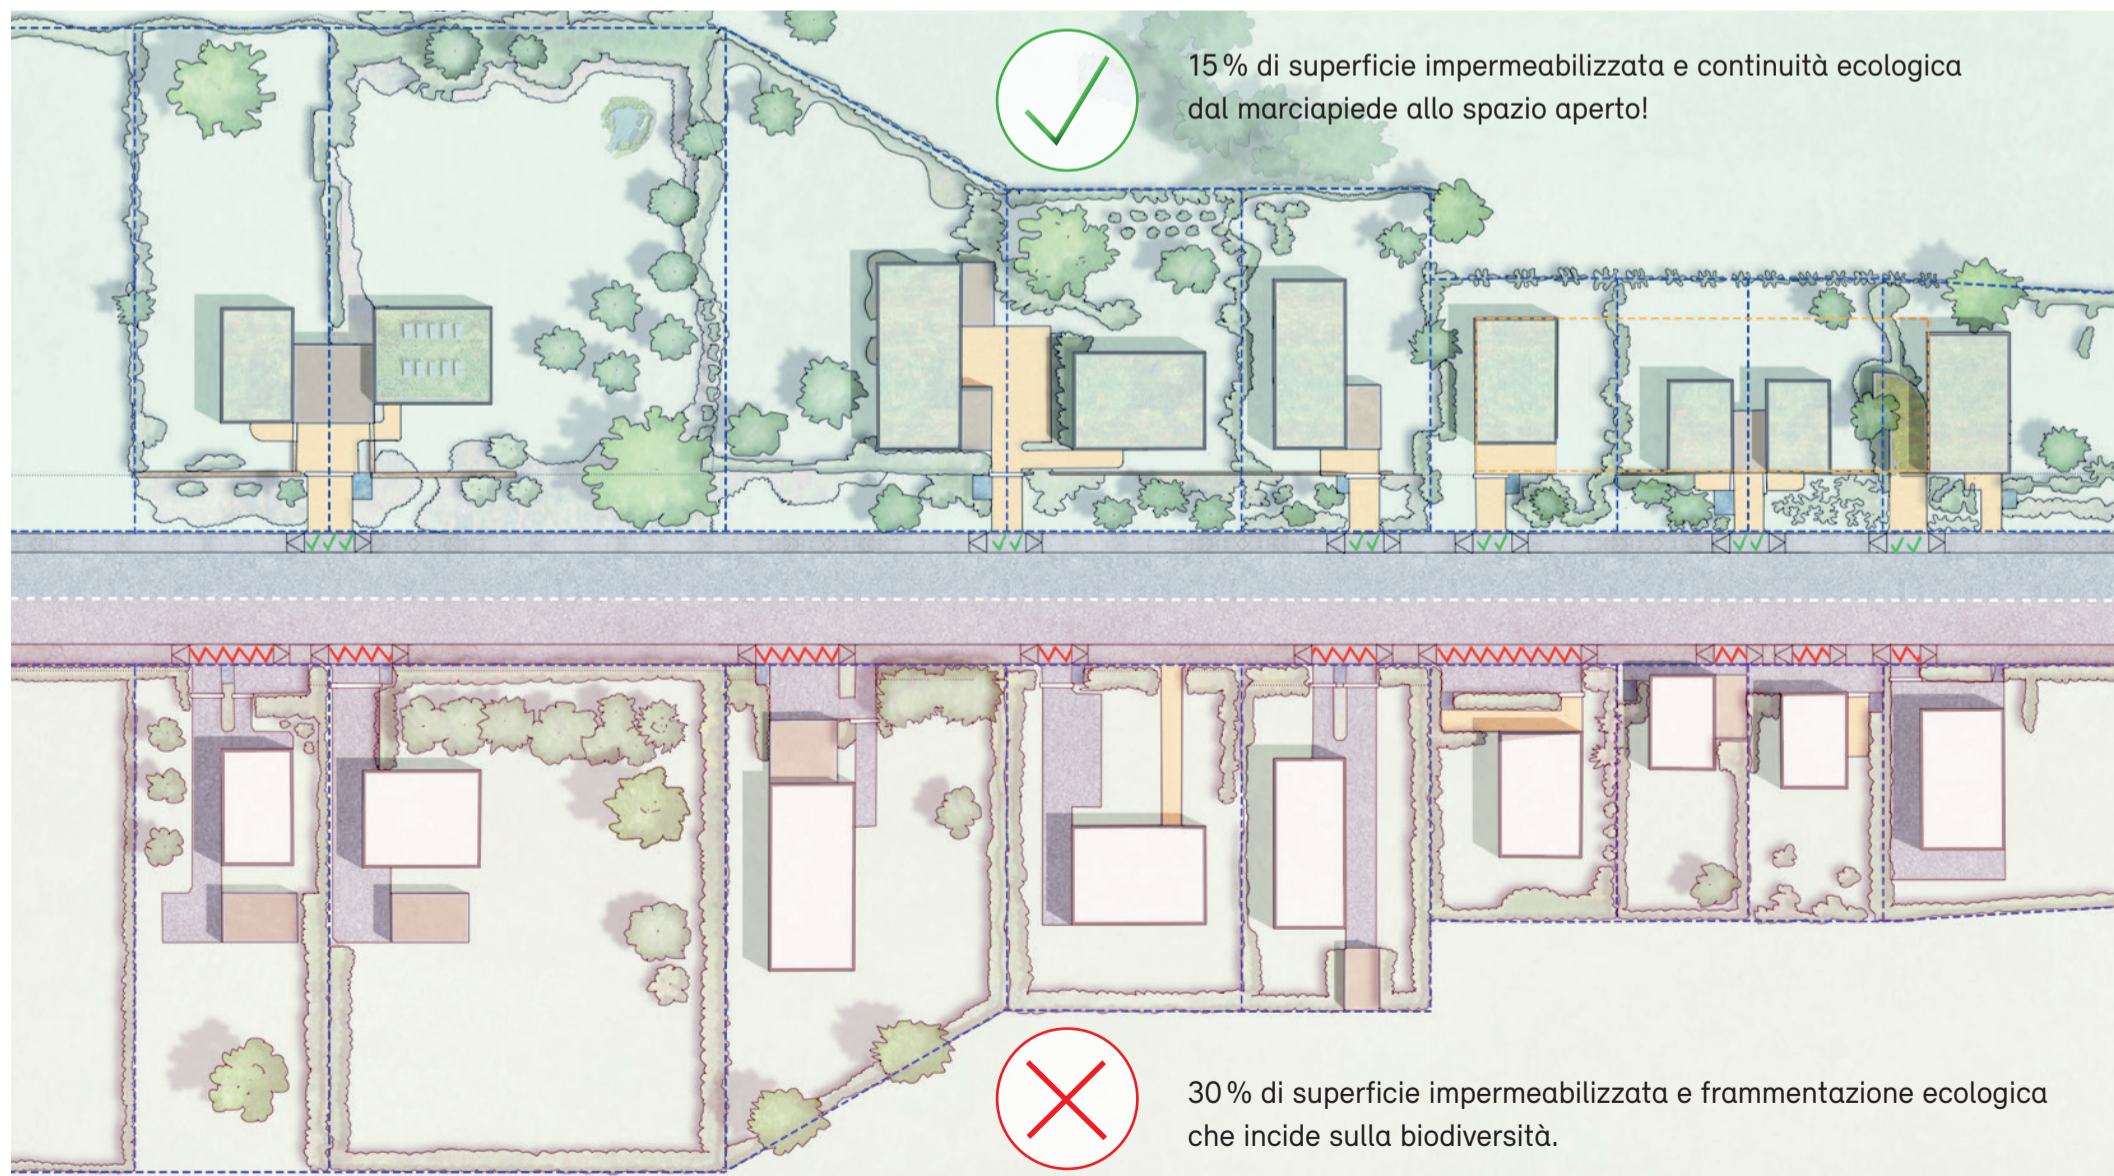 15 % di superficie impermeabilizzata e continuità ecologica
dal marciapiede allo spazio aperto!
30 % di superficie impermeabilizzata e frammentazione ecologica
che incide sulla biodiversità.